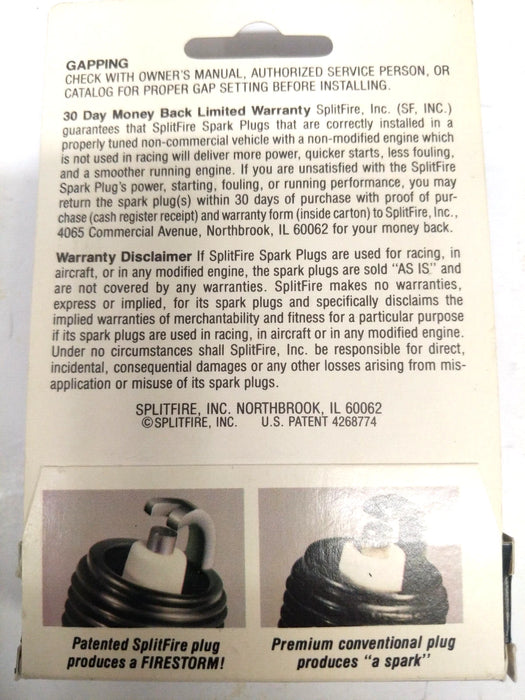 GAPPING
CHECK WITH OWNER'S MANUAL, AUTHORIZED SERVICE PERSON, OR
CATALOG FOR PROPER GAP SETTING BEFORE INSTALLING.
30 Day Money Back Limited Warranty SplitFire, Inc. (SF, INC.)
guarantees that SplitFire Spark Plugs that are correctly installed in a
properly tuned non-commercial vehicle with a non-modified engine which
is not used in racing will deliver more power, quicker starts, less fouling,
and a smoother running engine. If you are unsatisfied with the SplitFire
Spark Plug's power, starting, fouling, or running performance, you may
return the spark plug(s) within 30 days of purchase with proof of pur-
chase (cash register receipt) and warranty form (inside carton) to SplitFire, Inc.,
4065 Commercial Avenue, Northbrook, IL 60062 for your money back.
Warranty Disclaimer If SplitFire Spark Plugs are used for racing, in
aircraft, or in any modified engine, the spark plugs are sold "AS IS" and
are not covered by any warranties. SplitFire makes no warranties,
express or implied, for its spark plugs and specifically disclaims the
implied warranties of merchantability and fitness for a particular purpose
if its spark plugs are used in racing, in aircraft or in any modified engine.
Under no circumstances shall SplitFire, Inc. be responsible for direct,
incidental, consequential damages or any other losses arising from mis-
application or misuse of its spark plugs.
SPLITFIRE, INC. NORTHBROOK, IL 60062
©SPLITFIRE, INC. U.S. PATENT 4268774
Patented SplitFire plug
produces a FIRESTORM!
Premium conventional plug
produces "a spark"